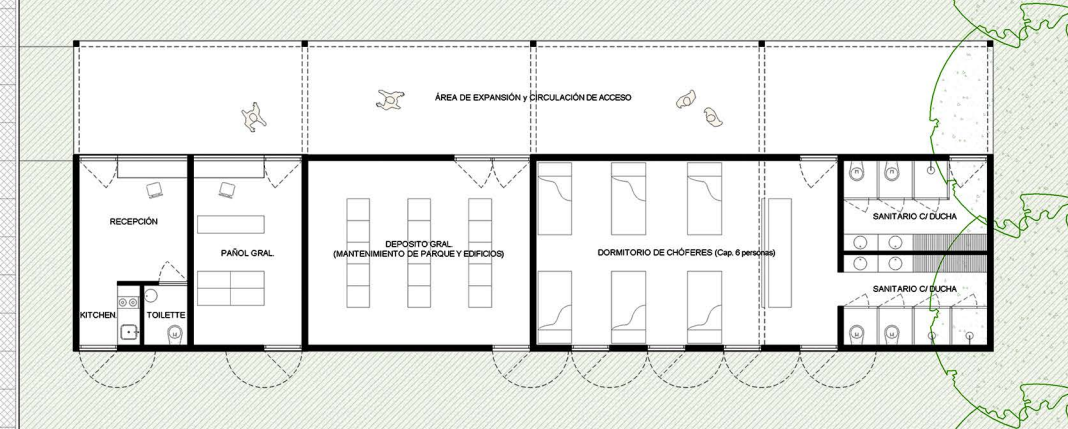 ÁREA DE EXPANSIÓN y CIRCULACIÓN DE ACCESO
RECEPCIÓN
KITCHEN.
TOILETTE
PAÑOL GRAL.
DEPOSITO GRAL.
(MANTENIMIENTO DE PARQUE Y EDIFICIOS)
DORMITORIO DE CHÓFERES (Cap. 6 personas)
SANITARIO C/ DUCHA
SANITARIO C/ DUCHA